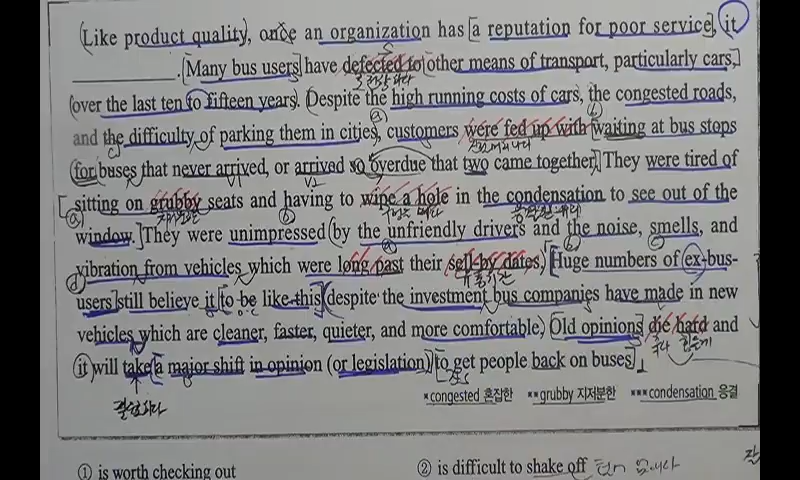 (Like product quality), once an organization has [a reputation for poor service], it
____________. [Many bus users] have defected to [other means of transport, particularly cars,]
(over the last ten to fifteen years). (Despite the high running costs of cars, the congested roads,
and the difficulty of parking them in cities), customers were fed up with [waiting at bus stops
(for) buses that never arrived, or arrived so overdue that two came together.] They were tired of
[sitting on grubby seats and having to wipe a hole in the condensation to see out of the
window.] They were unimpressed (by the unfriendly drivers and the noise, smells, and
vibration from vehicles which were long past their sell-by dates.) [Huge numbers of ex-bus-
users] still believe it [to be like this] (despite the investment bus companies have made in new
vehicles which are cleaner, faster, quieter, and more comfortable.) [Old opinions] die hard and
it will take [a major shift in opinion (or legislation)] [to get people back on buses]
필요하다
*congested 혼잡한 **grubby 지저분한 ***condensation 응결
① is worth checking out ② is difficult to shake off